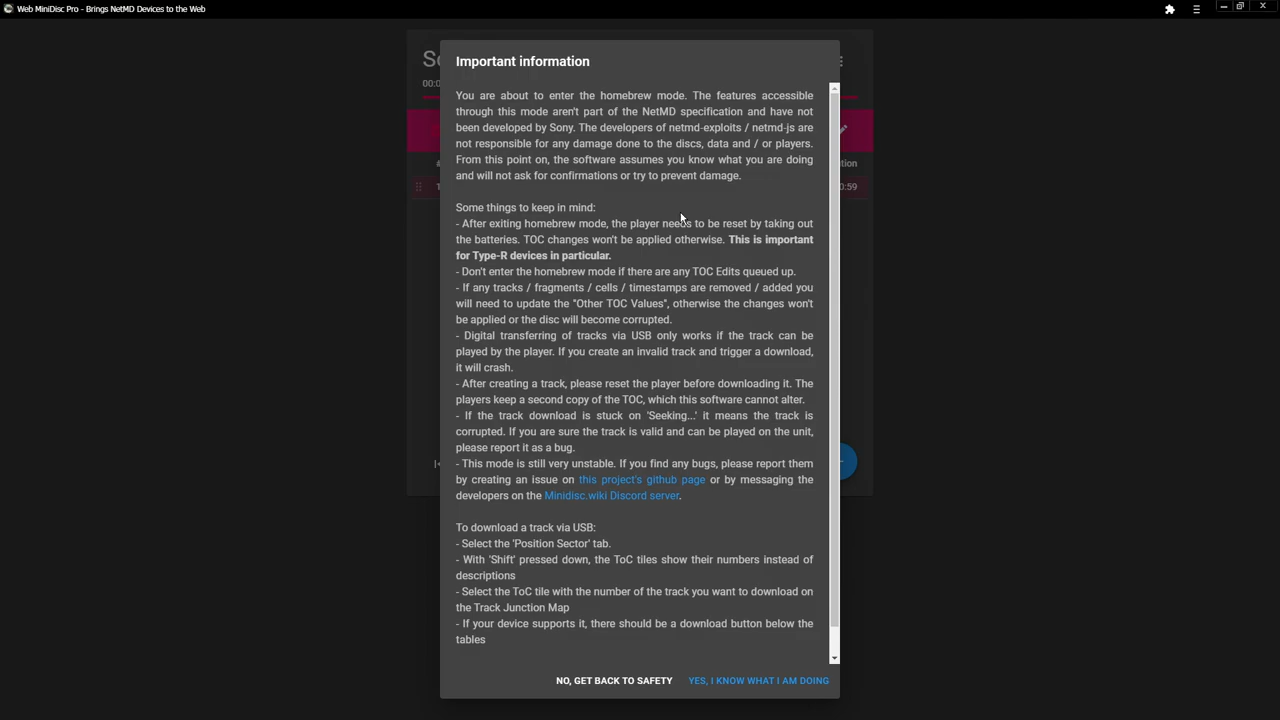 Web MiniDisc Pro - Brings NetMD Devices to the Web
Important information
You are about to enter the homebrew mode. The features accessible
through this mode aren't part of the NetMD specification and have not
been developed by Sony. The developers of netmd-exploits / netmd-js are
not responsible for any damage done to the discs, data and / or players.
From this point on, the software assumes you know what you are doing
and will not ask for confirmations or try to prevent damage.
Some things to keep in mind:
- After exiting homebrew mode, the player needs to be reset by taking out
the batteries. TOC changes won't be applied otherwise. This is important
for Type-R devices in particular.
- Don't enter the homebrew mode if there are any TOC Edits queued up.
- If any tracks / fragments / cells / timestamps are removed / added you
will need to update the "Other TOC Values", otherwise the changes won't
be applied or the disc will become corrupted.
- Digital transferring of tracks via USB only works if the track can be
played by the player. If you create an invalid track and trigger a download,
it will crash.
- After creating a track, please reset the player before downloading it. The
players keep a second copy of the TOC, which this software cannot alter.
- If the track download is stuck on 'Seeking...' it means the track is
corrupted. If you are sure the track is valid and can be played on the unit,
please report it as a bug.
- This mode is still very unstable. If you find any bugs, please report them
by creating an issue on this project's github page or by messaging the
developers on the Minidisc.wiki Discord server.
To download a track via USB:
- Select the 'Position Sector' tab.
- With 'Shift' pressed down, the ToC tiles show their numbers instead of
descriptions
- Select the ToC tile with the number of the track you want to download on
the Track Junction Map
- If your device supports it, there should be a download button below the
tables
NO, GET BACK TO SAFETY YES, I KNOW WHAT I AM DOING